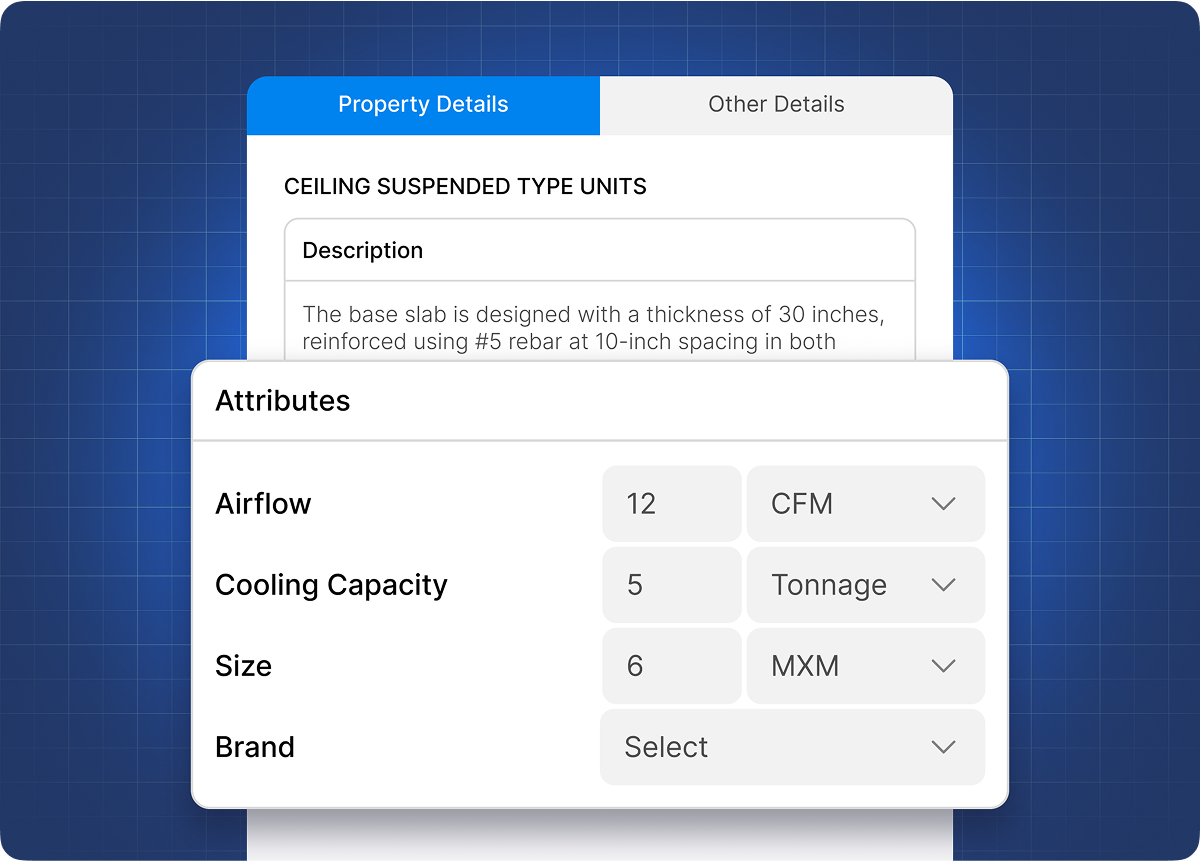 Property Details
Other Details
CEILING SUSPENDED TYPE UNITS
Description
The base slab is designed with a thickness of 30 inches,
reinforced using #5 rebar at 10-inch spacing in both
Attributes
Airflow 12 CFM
Cooling Capacity 5 Tonnage
Size 6 MXM
Brand Select